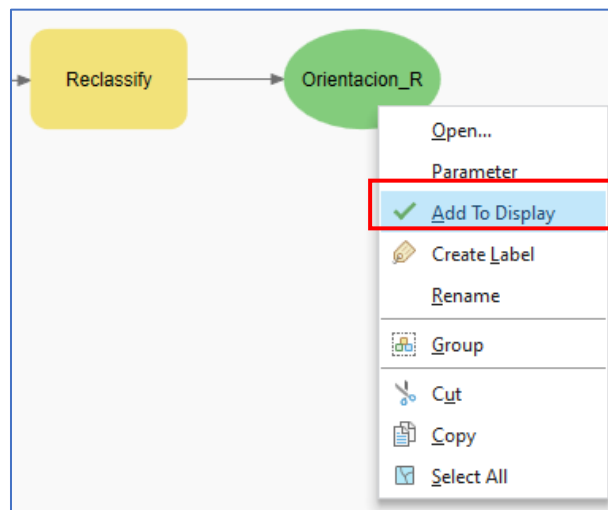 Reclassify
Orientacion_R
Open...
Parameter
Add To Display
Create Label
Rename
Group
Cut
Copy
Select All